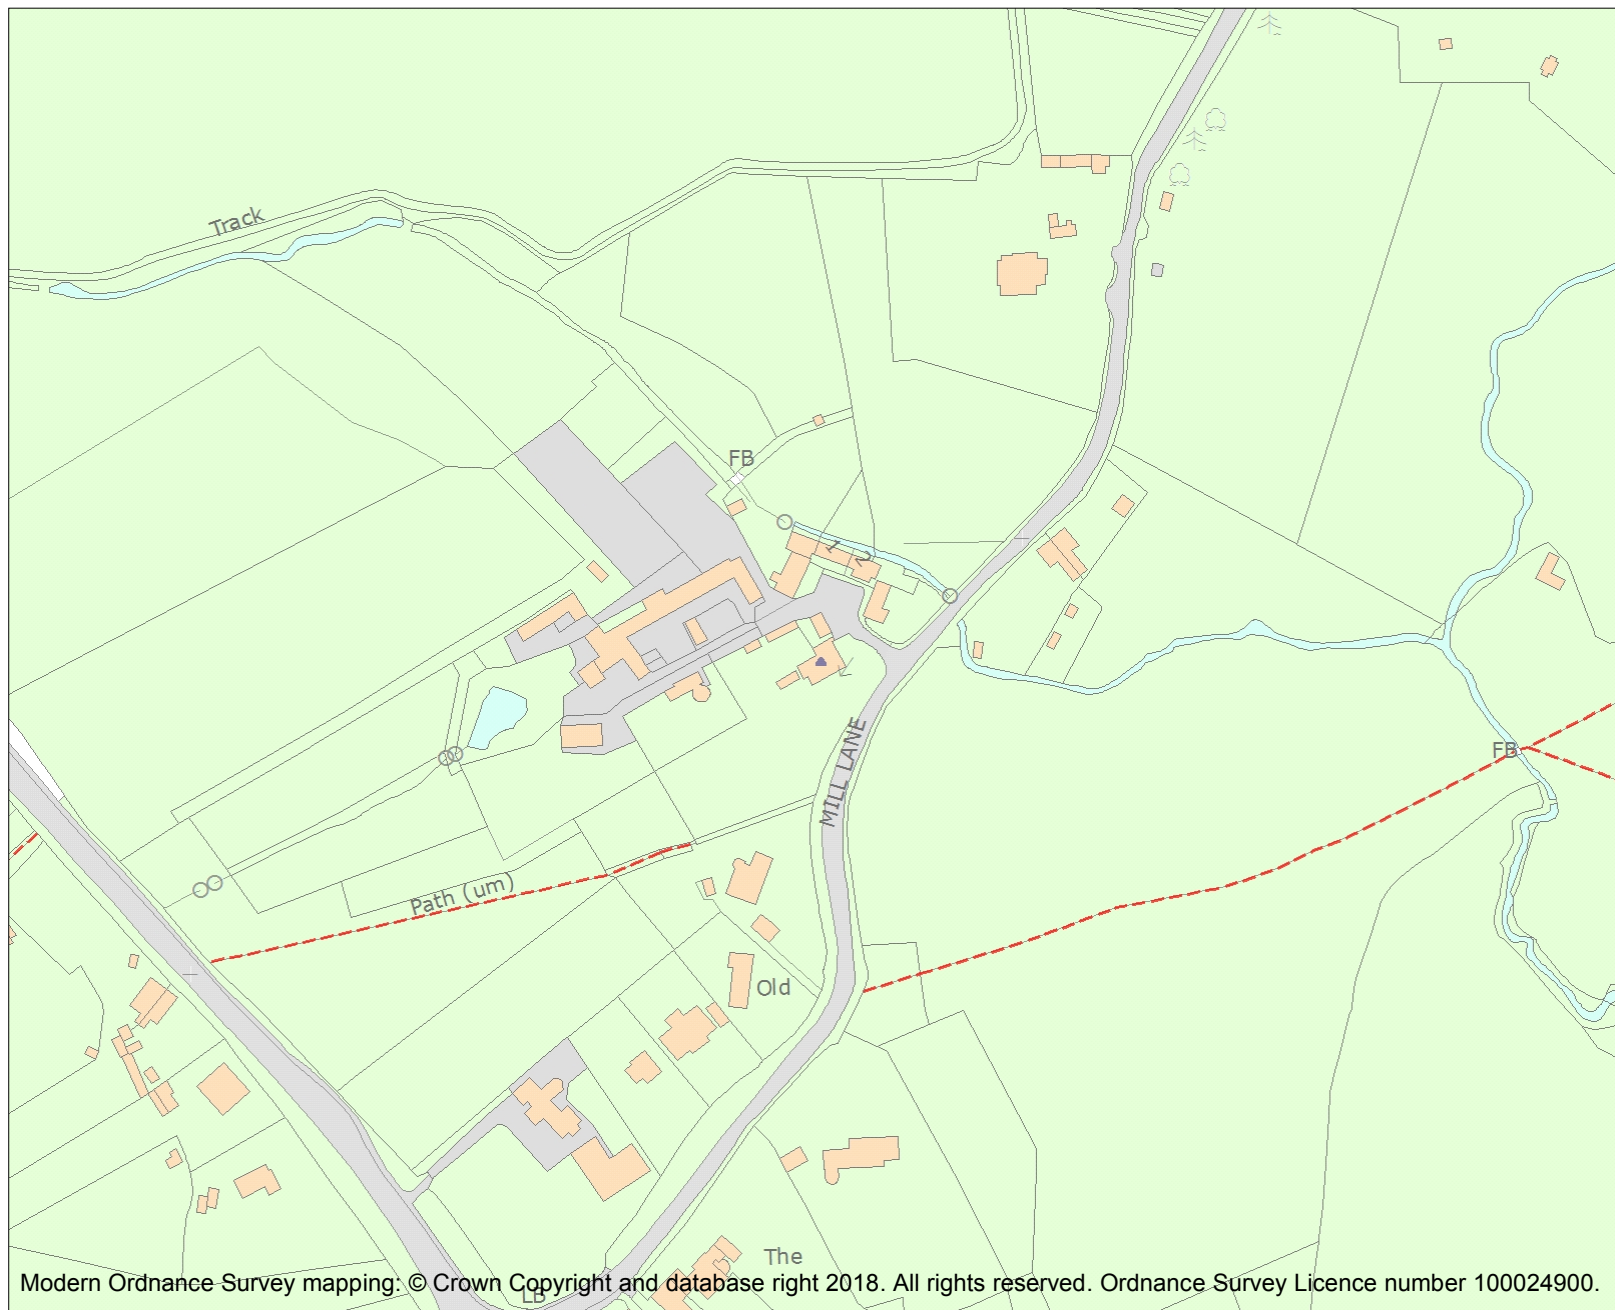 Track
FB
1
2
MILL LANE
FB
Path (um)
Old
The
LB
Modern Ordnance Survey mapping: © Crown Copyright and database right 2018. All rights reserved. Ordnance Survey Licence number 100024900.